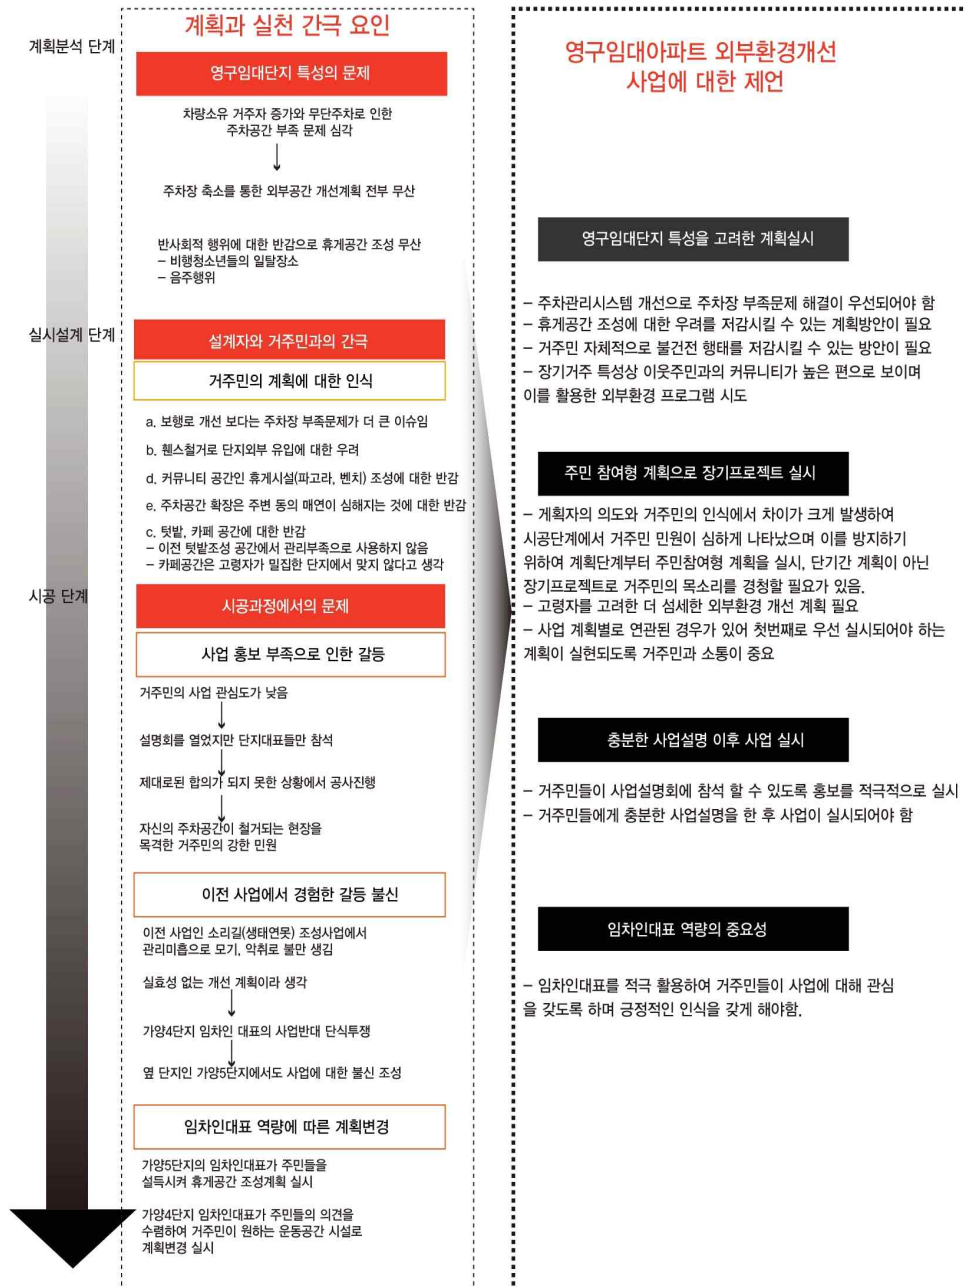 계획분석 단계
계획과 실천 간극 요인
영구임대단지 특성의 문제
차량소유 거주자 증가와 무단주차로 인한
주차공간 부족 문제 심각
주차장 축소를 통한 외부공간 개선계획 전부 무산
반사회적 행위에 대한 반감으로 휴게공간 조성 무산
– 비행청소년들의 일탈장소
– 음주행위
실시설계 단계
설계자와 거주민과의 간극
거주민의 계획에 대한 인식
a. 보행로 개선 보다는 주차장 부족문제가 더 큰 이슈임
b. 휀스철거로 단지외부 유입에 대한 우려
d. 커뮤니티 공간인 휴게시설(파고라, 벤치) 조성에 대한 반감
e. 주차공간 확장은 주변 동의 매연이 심해지는 것에 대한 반감
c. 텃밭, 카페 공간에 대한 반감
– 이전 텃밭조성 공간에서 관리부족으로 사용하지 않음
– 카페공간은 고령자가 밀집한 단지에서 맞지 않다고 생각
시공 단계
시공과정에서의 문제
사업 홍보 부족으로 인한 갈등
거주민의 사업 관심도가 낮음
설명회를 열었지만 단지대표들만 참석
제대로된 합의가 되지 못한 상황에서 공사진행
자신의 주차공간이 철거되는 현장을
목격한 거주민의 강한 민원
이전 사업에서 경험한 갈등 불신
이전 사업인 소리길(생태연못) 조성사업에서
관리미흡으로 모기, 악취로 불만 생김
실효성 없는 개선 계획이라 생각
가양4단지 임차인 대표의 사업반대 단식투쟁
옆 단지인 가양5단지에서도 사업에 대한 불신 조성
임차인대표 역량에 따른 계획변경
가양5단지의 임차인대표가 주민들을
설득시켜 휴게공간 조성계획 실시
가양4단지 임차인대표가 주민들의 의견을
수렴하여 거주민이 원하는 운동공간 시설로
계획변경 실시
영구임대아파트 외부환경개선
사업에 대한 제언
영구임대단지 특성을 고려한 계획실시
– 주차관리시스템 개선으로 주차장 부족문제 해결이 우선되어야 함
– 휴게공간 조성에 대한 우려를 저감시킬 수 있는 계획방안이 필요
– 거주민 자체적으로 불건전 행태를 저감시킬 수 있는 방안이 필요
– 장기거주 특성상 이웃주민과의 커뮤니티가 높은 편으로 보이며
이를 활용한 외부환경 프로그램 시도
주민 참여형 계획으로 장기프로젝트 실시
– 게획자의 의도와 거주민의 인식에서 차이가 크게 발생하여
시공단계에서 거주민 민원이 심하게 나타났으며 이를 방지하기
위하여 계획단계부터 주민참여형 계획을 실시, 단기간 계획이 아닌
장기프로젝트로 거주민의 목소리를 경청할 필요가 있음.
– 고령자를 고려한 더 섬세한 외부환경 개선 계획 필요
– 사업 계획별로 연관된 경우가 있어 첫번째로 우선 실시되어야 하는
계획이 실현되도록 거주민과 소통이 중요
충분한 사업설명 이후 사업 실시
– 거주민들이 사업설명회에 참석 할 수 있도록 홍보를 적극적으로 실시
– 거주민들에게 충분한 사업설명을 한 후 사업이 실시되어야 함
임차인대표 역량의 중요성
– 임차인대표를 적극 활용하여 거주민들이 사업에 대해 관심
을 갖도록 하며 긍정적인 인식을 갖게 해야함.